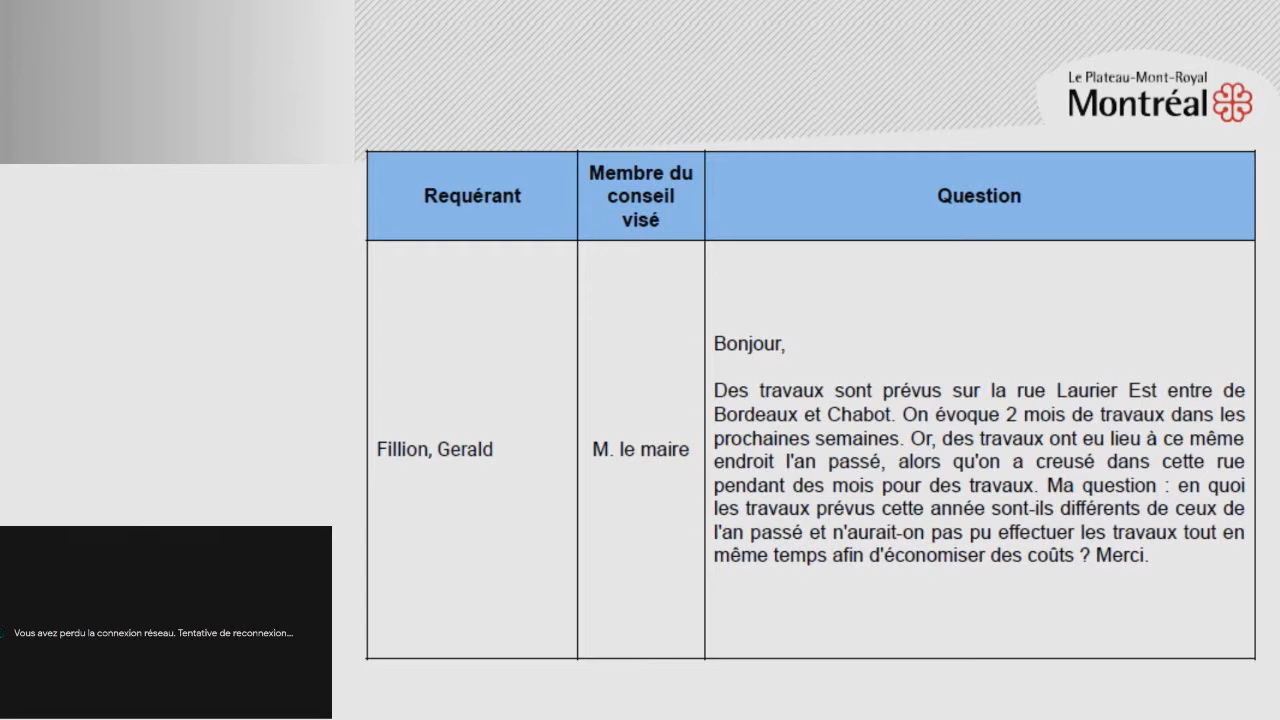 Le Plateau-Mont-Royal
Montréal
Requérant
Membre du
conseil
visé
Question
Fillion, Gerald
M. le maire
Bonjour,
Des travaux sont prévus sur la rue Laurier Est entre de
Bordeaux et Chabot. On évoque 2 mois de travaux dans les
prochaines semaines. Or, des travaux ont eu lieu à ce même
endroit l'an passé, alors qu'on a creusé dans cette rue
pendant des mois pour des travaux. Ma question : en quoi
les travaux prévus cette année sont-ils différents de ceux de
l'an passé et n'aurait-on pas pu effectuer les travaux tout en
même temps afin d'économiser des coûts ? Merci.
Vous avez perdu la connexion réseau. Tentative de reconnexion...